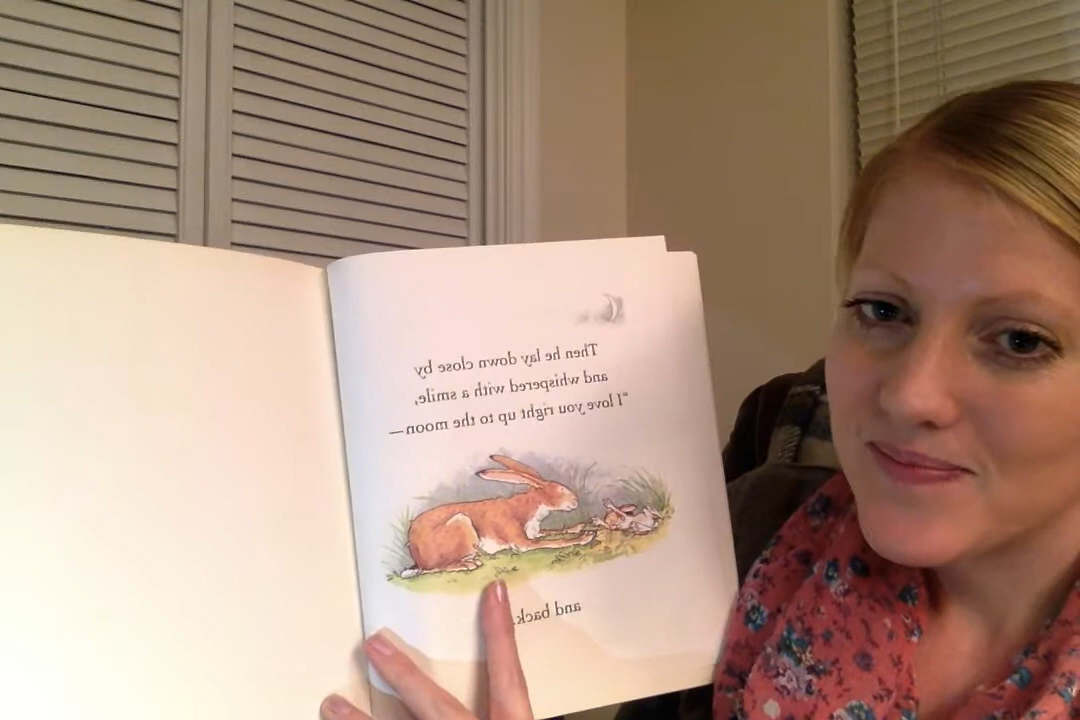 Then he lay down close by
and whispered with a smile,
"I love you right up to the moon—
and back.